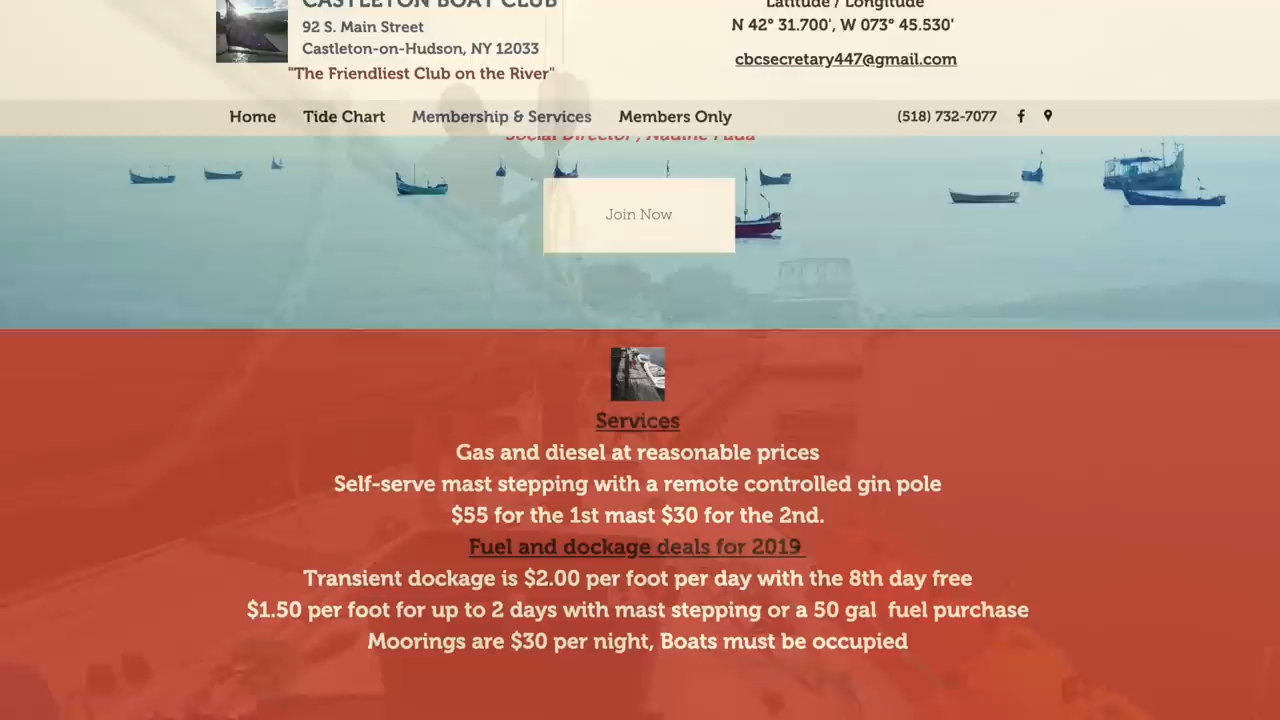 CASTLETON BOAT CLUB
92 S. Main Street
Castleton-on-Hudson, NY 12033
"The Friendliest Club on the River"
Latitude / Longitude
N 42° 31.700', W 073° 45.530'
cbcsecretary447@gmail.com
Home Tide Chart Membership & Services Members Only (518) 732-7077
Social Director , Nadine Fuda
Join Now
Services
Gas and diesel at reasonable prices
Self-serve mast stepping with a remote controlled gin pole
$55 for the 1st mast $30 for the 2nd.
Fuel and dockage deals for 2019
Transient dockage is $2.00 per foot per day with the 8th day free
$1.50 per foot for up to 2 days with mast stepping or a 50 gal fuel purchase
Moorings are $30 per night, Boats must be occupied